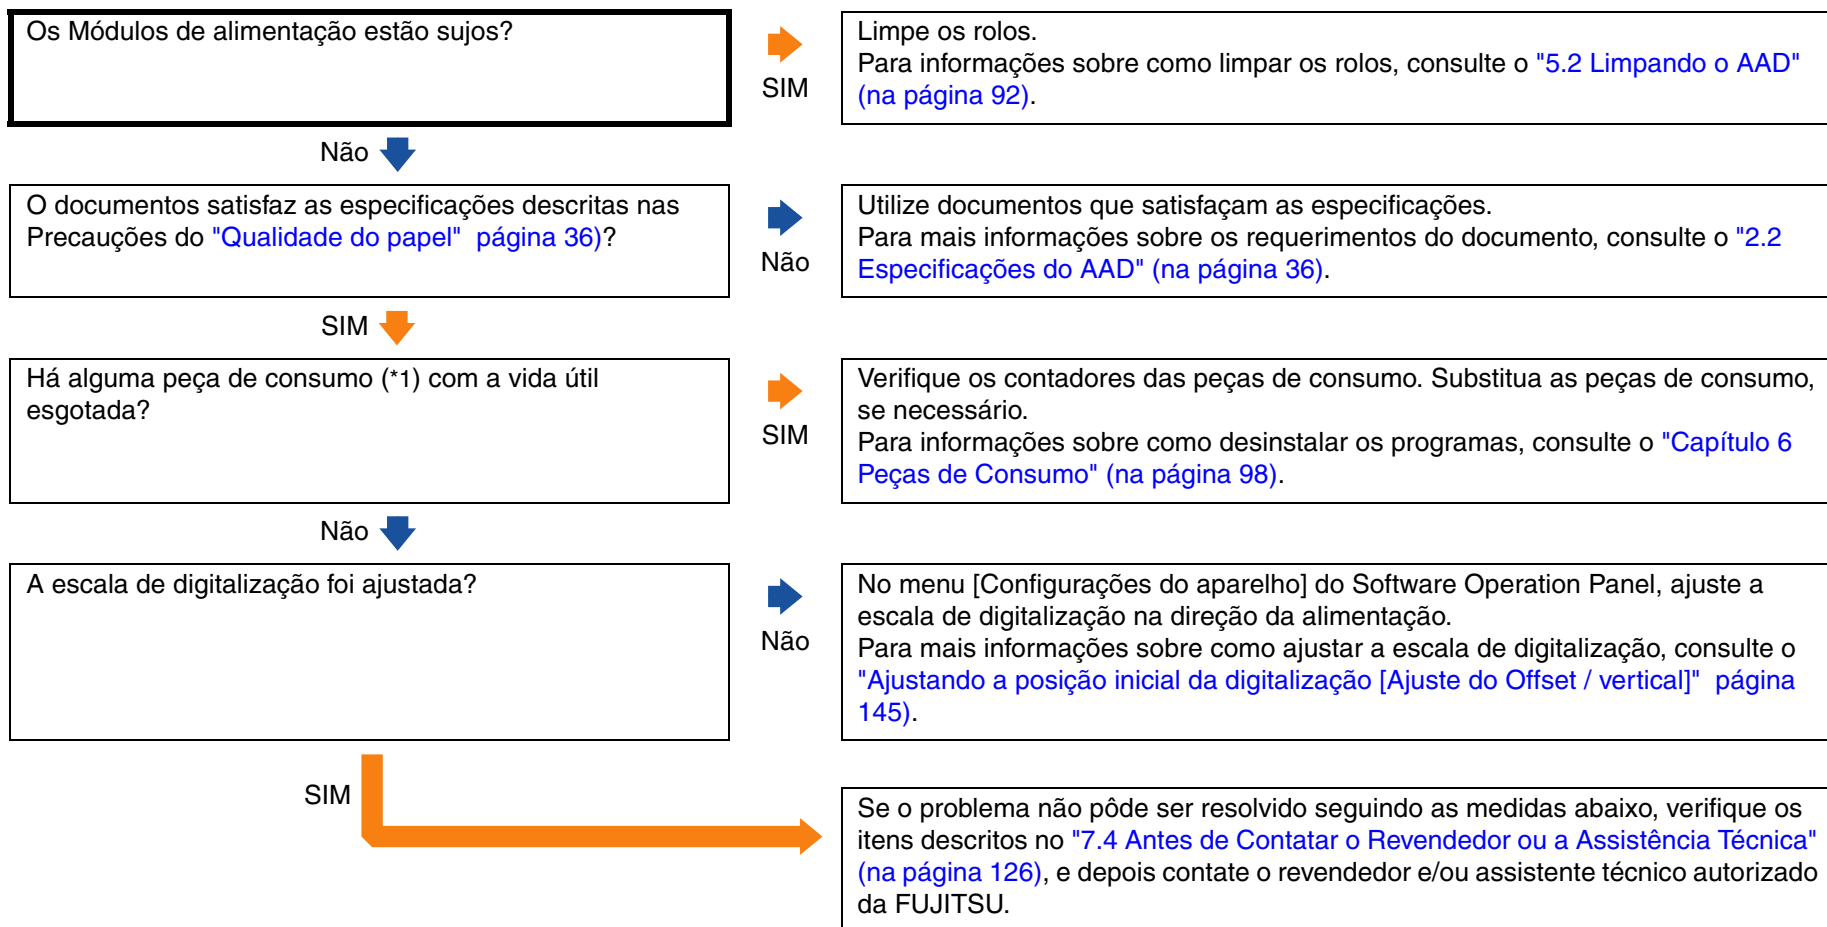 Os Módulos de alimentação estão sujos?
SIM
Limpe os rolos.
Para informações sobre como limpar os rolos, consulte o "5.2 Limpando o AAD"
(na página 92).
Não
O documentos satisfaz as especificações descritas nas
Precauções do "Qualidade do papel"  página 36)?
Não
Utilize documentos que satisfaçam as especificações.
Para mais informações sobre os requerimentos do documento, consulte o "2.2
Especificações do AAD" (na página 36).
SIM
Há alguma peça de consumo (*1) com a vida útil
esgotada?
SIM
Verifique os contadores das peças de consumo. Substitua as peças de consumo,
se necessário.
Para informações sobre como desinstalar os programas, consulte o "Capítulo 6
Peças de Consumo" (na página 98).
Não
A escala de digitalização foi ajustada?
Não
No menu [Configurações do aparelho] do Software Operation Panel, ajuste a
escala de digitalização na direção da alimentação.
Para mais informações sobre como ajustar a escala de digitalização, consulte o
"Ajustando a posição inicial da digitalização [Ajuste do Offset / vertical]"  página
145).
SIM
Se o problema não pôde ser resolvido seguindo as medidas abaixo, verifique os
itens descritos no "7.4 Antes de Contatar o Revendedor ou a Assistência Técnica"
(na página 126), e depois contate o revendedor e/ou assistente técnico autorizado
da FUJITSU.